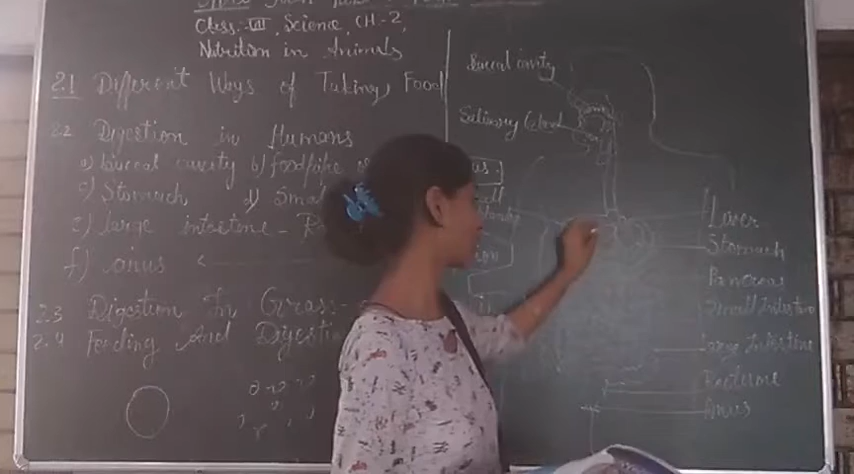 Class:- VII, Science, CH-2,
Nutrition in Animals
2.1 Different Ways of Taking Food
2.2 Digestion in Humans
a) buccal cavity b) foodpipe
c) Stomach d) Small
e) large intestine -
f) anus
2.3 Digestion In Grass-
2.4 Feeding And Digestion
Buccal cavity
Salivary Gland
Liver
Stomach
Pancreas
Small Intestine
Large Intestine
Rectume
Anus